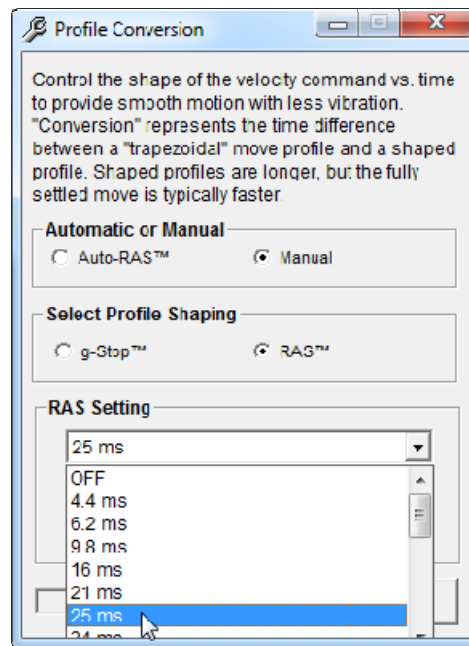 Profile Conversion
Control the shape of the velocity command vs. time
to provide smooth motion with less vibration.
"Conversion" represents the time difference
between a "trapezoidal" move profile and a shaped
profile. Shaped profiles are longer, but the fully
settled move is typically faster.
Automatic or Manual
Auto-RAS™
Manual
Select Profile Shaping
g-Stop™
RAS™
RAS Setting
25 ms
OFF
4.4 ms
6.2 ms
9.8 ms
16 ms
21 ms
25 ms